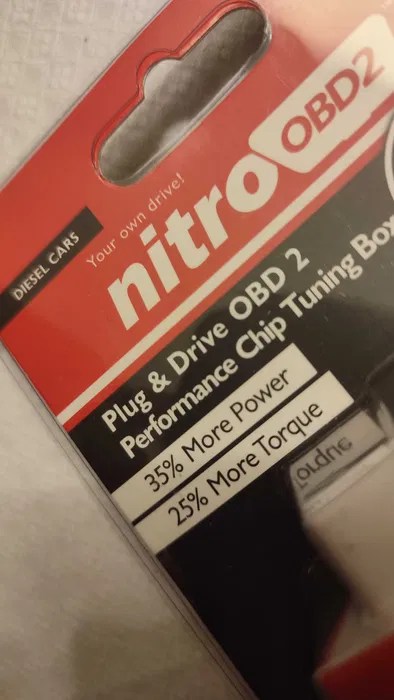 DIESEL CARS
Your own drive!
nitro OBD2
Plug & Drive OBD 2
Performance Chip Tuning Box
35% More Power
25% More Torque